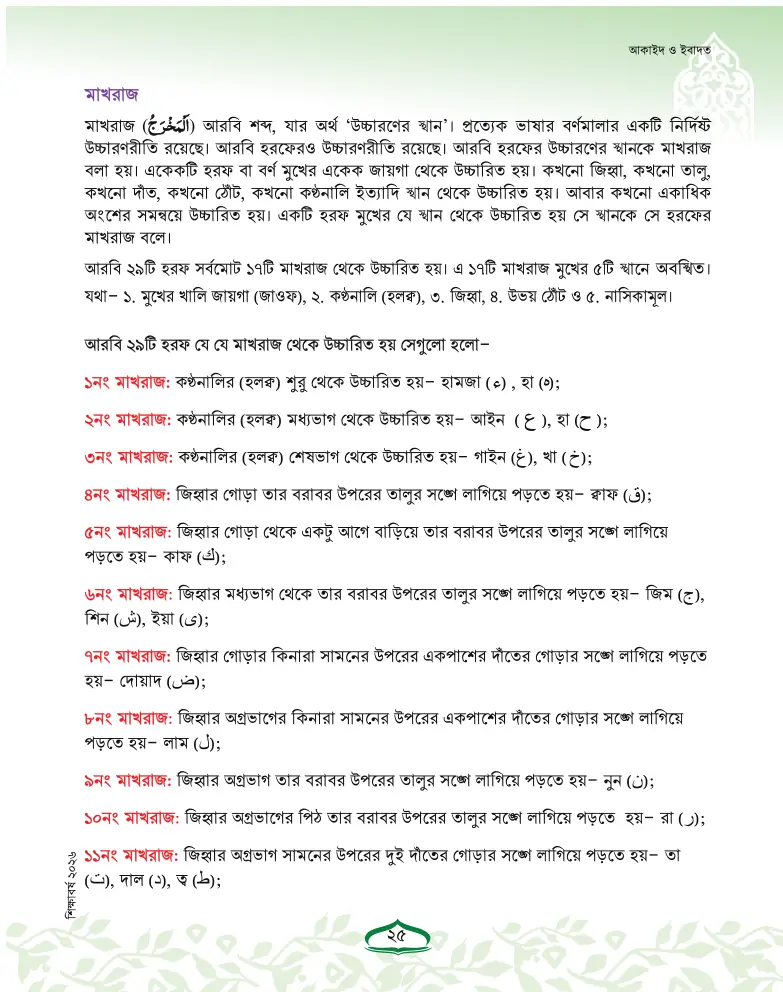 আকাইদ ও ইবাদত
মাখরাজ
মাখরাজ (اَلْمَخْرَجُ) আরবি শব্দ, যার অর্থ ‘উচ্চারণের স্থান’। প্রত্যেক ভাষার বর্ণমালার একটি নির্দিষ্ট
উচ্চারণরীতি রয়েছে। আরবি হরফেরও উচ্চারণরীতি রয়েছে। আরবি হরফের উচ্চারণের স্থানকে মাখরাজ
বলা হয়। একেকটি হরফ বা বর্ণ মুখের একেক জায়গা থেকে উচ্চারিত হয়। কখনো জিহ্বা, কখনো তালু,
কখনো দাঁত, কখনো ঠোঁট, কখনো কণ্ঠনালি ইত্যাদি স্থান থেকে উচ্চারিত হয়। আবার কখনো একাধিক
অংশের সমন্বয়ে উচ্চারিত হয়। একটি হরফ মুখের যে স্থান থেকে উচ্চারিত হয় সে স্থানকে সে হরফের
মাখরাজ বলে।
আরবি ২৯টি হরফ সর্বমোট ১৭টি মাখরাজ থেকে উচ্চারিত হয়। এ ১৭টি মাখরাজ মুখের ৫টি স্থানে অবস্থিত।
যথা– ১. মুখের খালি জায়গা (জাওফ), ২. কণ্ঠনালি (হলক্ব), ৩. জিহ্বা, ৪. উভয় ঠোঁট ও ৫. নাসিকামূল।
আরবি ২৯টি হরফ যে যে মাখরাজ থেকে উচ্চারিত হয় সেগুলো হলো–
১নং মাখরাজ: কণ্ঠনালির (হলক্ব) শুরু থেকে উচ্চারিত হয়– হামজা (ء) , হা (ه);
২নং মাখরাজ: কণ্ঠনালির (হলক্ব) মধ্যভাগ থেকে উচ্চারিত হয়– আইন ( ع ), হা ( ح );
৩নং মাখরাজ: কণ্ঠনালির (হলক্ব) শেষভাগ থেকে উচ্চারিত হয়– গাইন (غ), খা (خ);
৪নং মাখরাজ: জিহ্বার গোড়া তার বরাবর উপরের তালুর সঙ্গে লাগিয়ে পড়তে হয়– ক্বাফ (ق);
৫নং মাখরাজ: জিহ্বার গোড়া থেকে একটু আগে বাড়িয়ে তার বরাবর উপরের তালুর সঙ্গে লাগিয়ে
পড়তে হয়– কাফ (ك);
৬নং মাখরাজ: জিহ্বার মধ্যভাগ থেকে তার বরাবর উপরের তালুর সঙ্গে লাগিয়ে পড়তে হয়– জিম (ج),
শিন (ش), ইয়া (ى);
৭নং মাখরাজ: জিহ্বার গোড়ার কিনারা সামনের উপরের একপাশের দাঁতের গোড়ার সঙ্গে লাগিয়ে পড়তে
হয়– দোয়াদ (ض);
৮নং মাখরাজ: জিহ্বার অগ্রভাগের কিনারা সামনের উপরের একপাশের দাঁতের গোড়ার সঙ্গে লাগিয়ে
পড়তে হয়– লাম (ل);
৯নং মাখরাজ: জিহ্বার অগ্রভাগ তার বরাবর উপরের তালুর সঙ্গে লাগিয়ে পড়তে হয়– নুন (ن);
১০নং মাখরাজ: জিহ্বার অগ্রভাগের পিঠ তার বরাবর উপরের তালুর সঙ্গে লাগিয়ে পড়তে হয়– রা (ر);
১১নং মাখরাজ: জিহ্বার অগ্রভাগ সামনের উপরের দুই দাঁতের গোড়ার সঙ্গে লাগিয়ে পড়তে হয়– তা
(ت), দাল (د), ত্ব (ط);
শিক্ষাবর্ষ ২০২৬
২৫